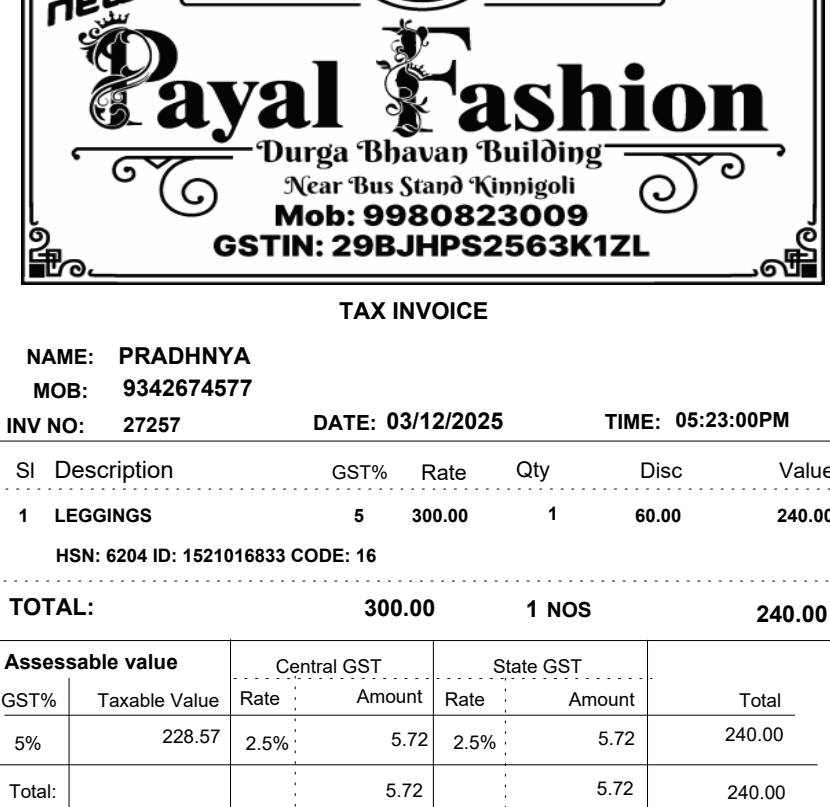 new
Payal Fashion
Durga Bhavan Building
Near Bus Stand Kinnigoli
Mob: 9980823009
GSTIN: 29BJHPS2563K1ZL
TAX INVOICE
NAME: PRADHNYA
MOB: 9342674577
INV NO: 27257 DATE: 03/12/2025 TIME: 05:23:00PM
Sl Description GST% Rate Qty Disc Value
1 LEGGINGS 5 300.00 1 60.00 240.00
HSN: 6204 ID: 1521016833 CODE: 16
TOTAL: 300.00 1 NOS 240.00
Assessable value Central GST State GST
GST% Taxable Value Rate Amount Rate Amount Total
5% 228.57 2.5% 5.72 2.5% 5.72 240.00
Total: 5.72 5.72 240.00